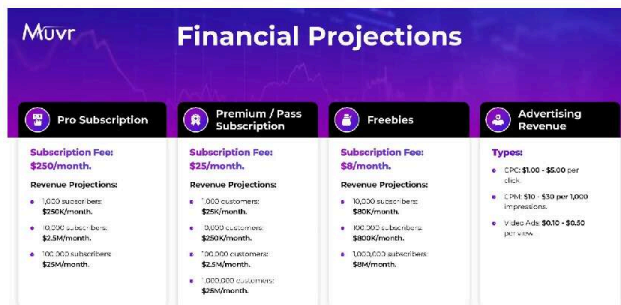 Muvr
Financial Projections
Pro Subscription
Subscription Fee:
$250/month.
Revenue Projections:
1,000 subscribers:
$250K/month.
10,000 subscribers:
$2.5M/month.
100,000 subscribers:
$25M/month.
Premium / Pass
Subscription
Subscription Fee:
$25/month.
Revenue Projections:
1,000 customers:
$25K/month.
10,000 customers:
$250K/month.
100,000 customers:
$2.5M/month.
1,000,000 customers:
$25M/month.
Freebies
Subscription Fee:
$8/month.
Revenue Projections:
10,000 subscribers:
$80K/month.
100,000 subscribers:
$800K/month.
1,000,000 subscribers:
$8M/month.
Advertising
Revenue
Types:
CPC: $1.00 - $5.00 per
click.
CPM: $10 - $30 per 1,000
impressions.
Video Ads: $0.10 - $0.50
per view.